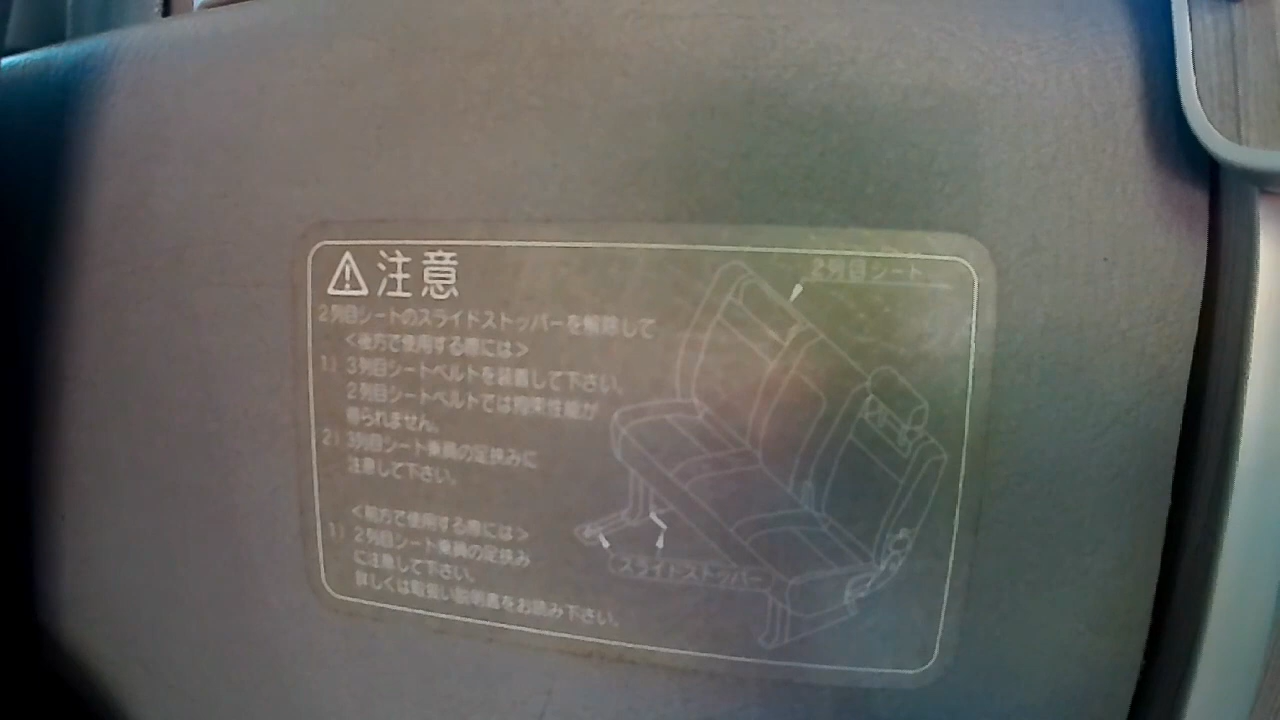 注意
2列目シートのスライドストッパーを解除して
<後方で使用する際には>
1) 3列目シートベルトを装着して下さい。
2列目シートベルトでは拘束性能が
得られません。
2) 3列目シート乗員の足挟みに
注意して下さい。
<前方で使用する際には>
1) 2列目シート乗員の足挟み
に注意して下さい。
詳しくは取扱い説明書をお読み下さい。
2列目シート
スライドストッパー